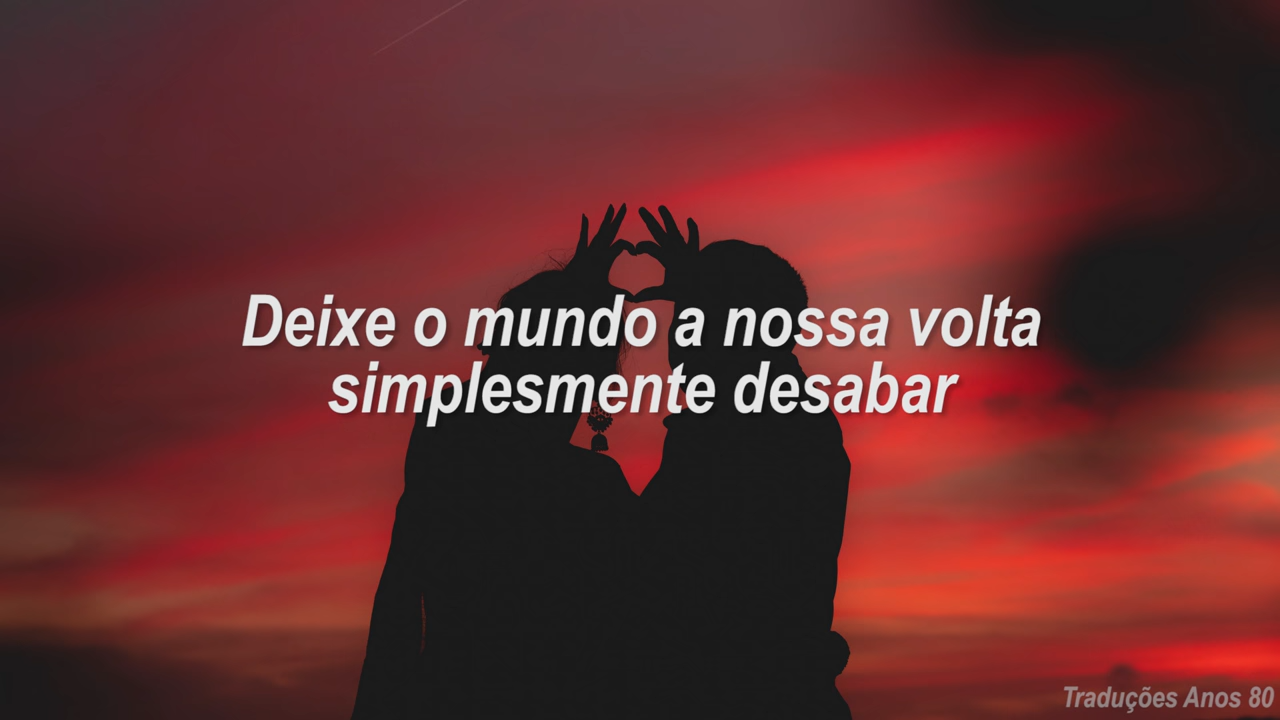 Deixe o mundo a nossa volta
simplesmente desabar
Traduções Anos 80